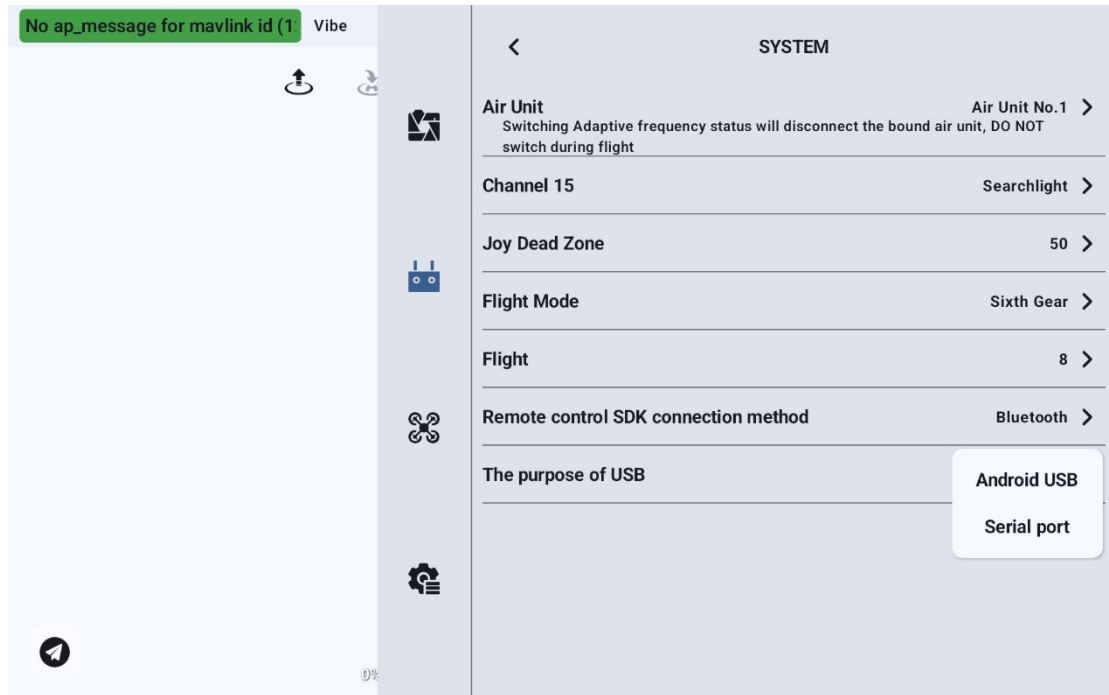 No ap_message for mavlink id (1
Vibe
SYSTEM
Air Unit
Air Unit No.1
Switching Adaptive frequency status will disconnect the bound air unit, DO NOT
switch during flight
Channel 15
Searchlight
Joy Dead Zone
50
Flight Mode
Sixth Gear
Flight
8
Remote control SDK connection method
Bluetooth
The purpose of USB
Android USB
Serial port
0%